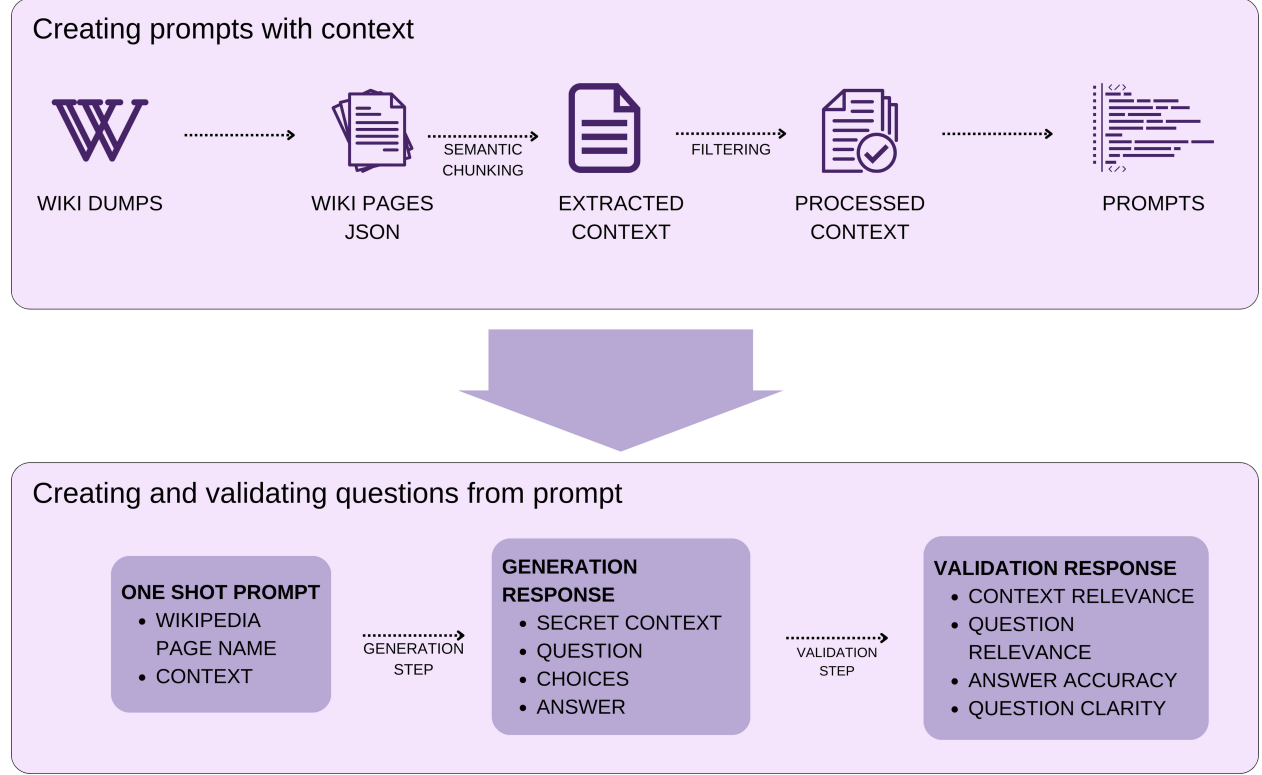 Creating prompts with context
SEMANTIC
CHUNKING
FILTERING
WIKI DUMPS
WIKI PAGES
JSON
EXTRACTED
CONTEXT
PROCESSED
CONTEXT
PROMPTS
Creating and validating questions from prompt
ONE SHOT PROMPT
• WIKIPEDIA
PAGE NAME
• CONTEXT
GENERATION
STEP
GENERATION
RESPONSE
• SECRET CONTEXT
• QUESTION
• CHOICES
• ANSWER
VALIDATION
STEP
VALIDATION RESPONSE
• CONTEXT RELEVANCE
• QUESTION
RELEVANCE
• ANSWER ACCURACY
• QUESTION CLARITY